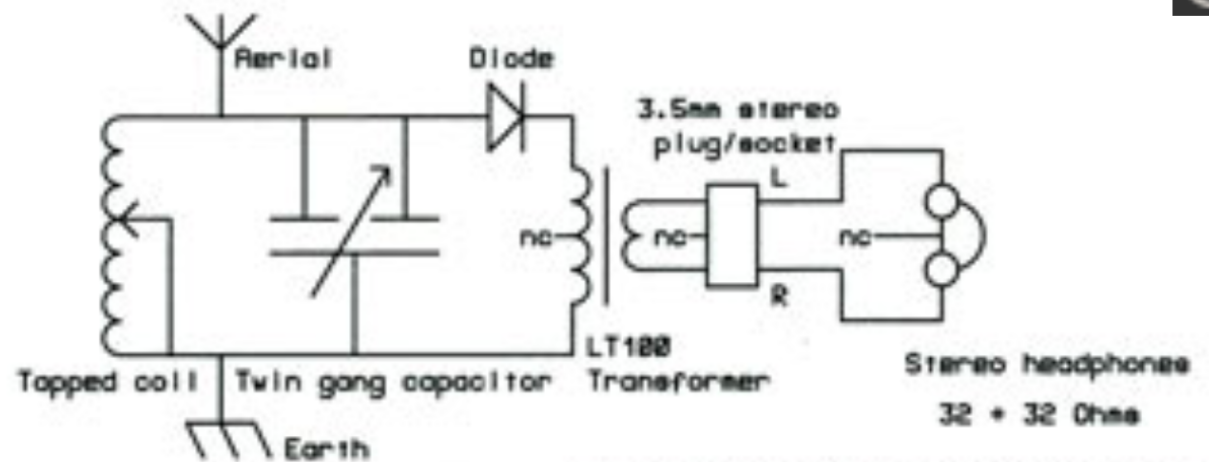 Aerial
Diode
3.5mm stereo
plug/socket
L
nc
nc
nc
R
LT100
Tapped coil
Twin gang capacitor
Transformer
Stereo headphones
32 + 32 Ohms
Earth